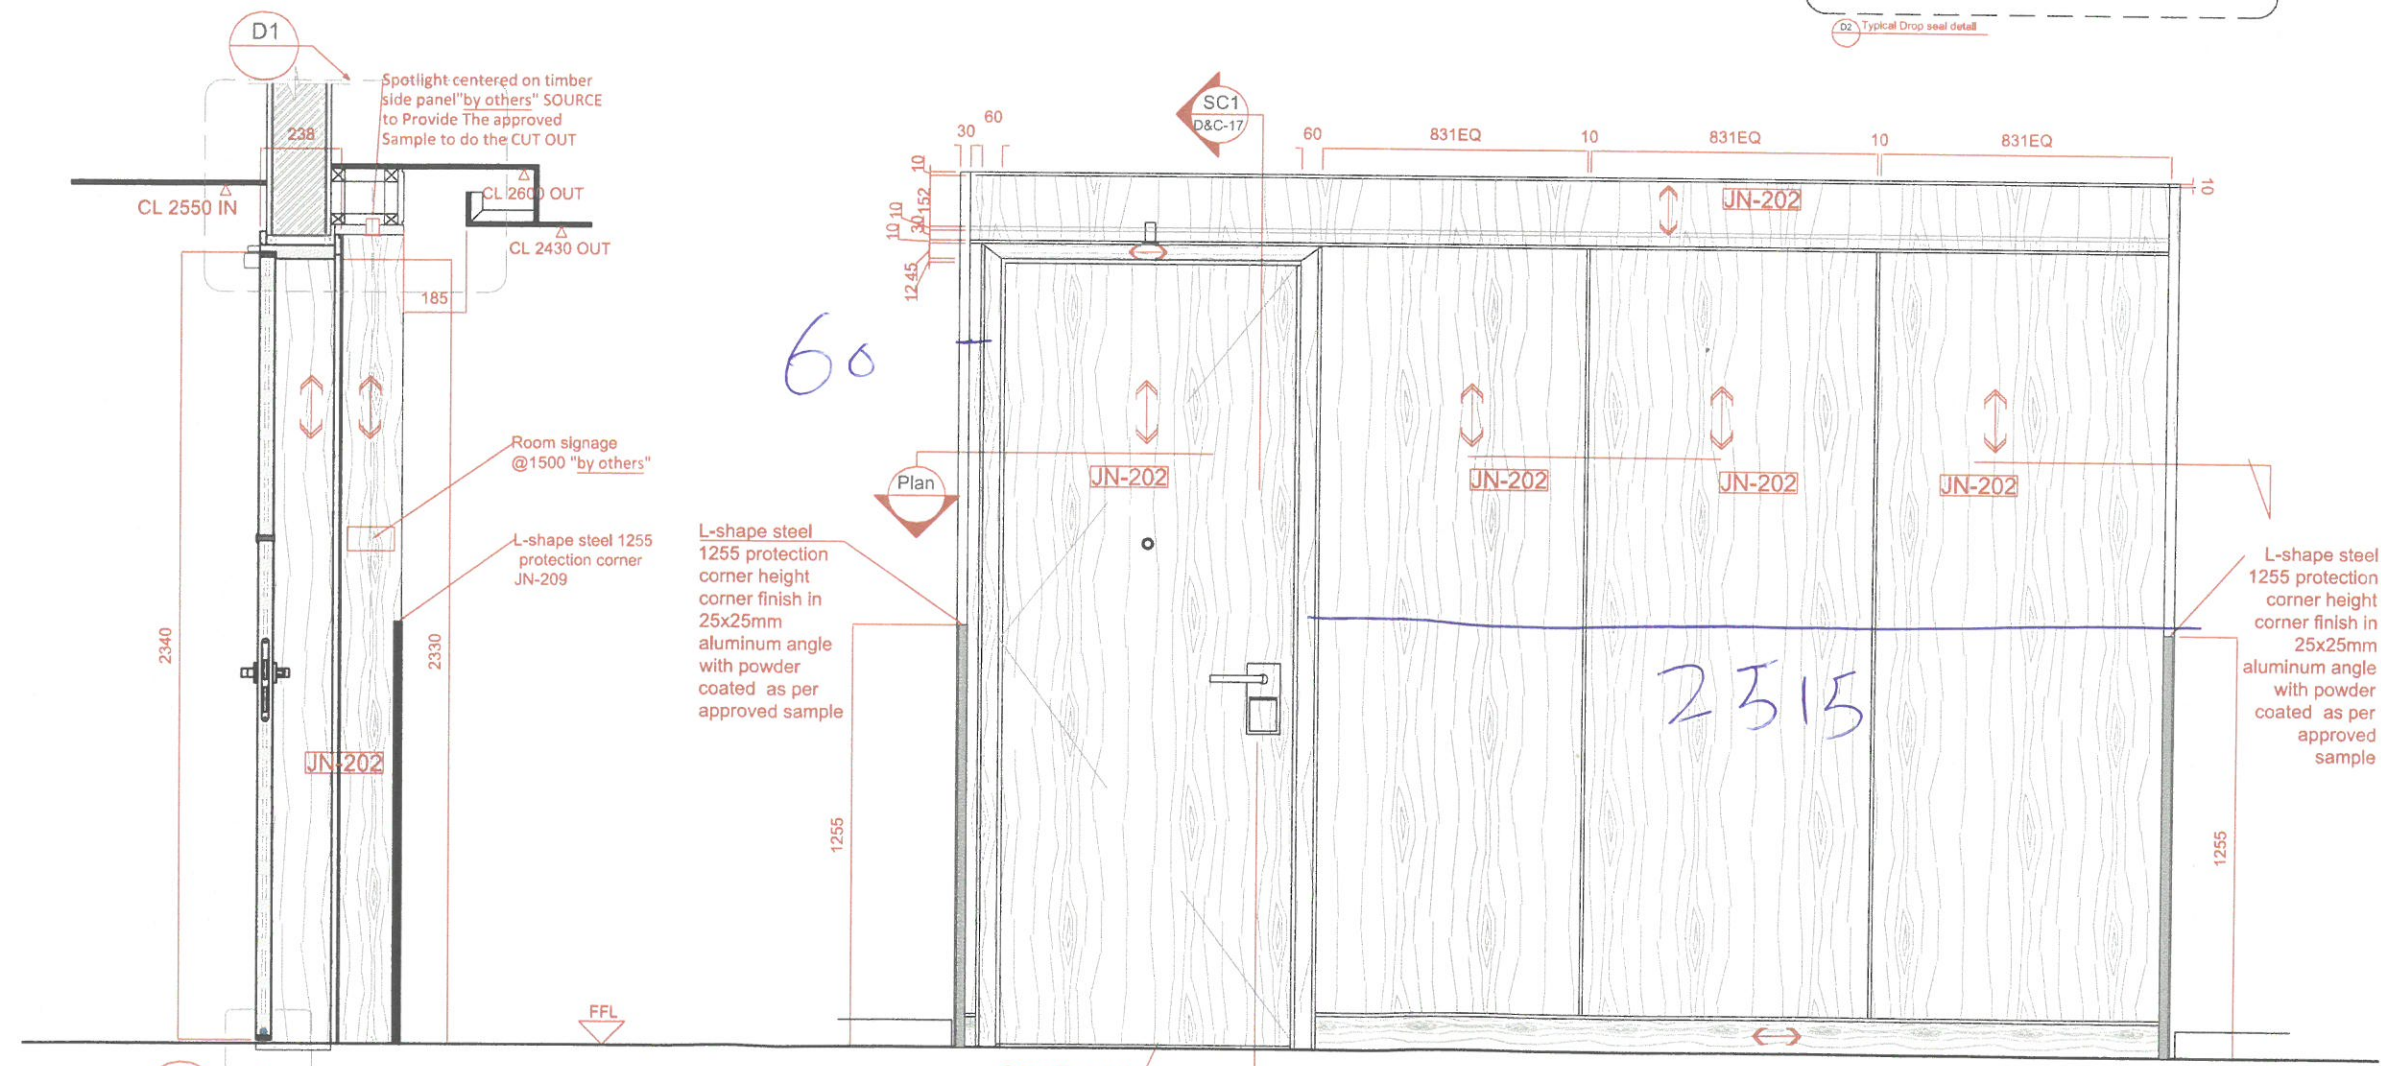 D1
Spotlight centered on timber
side panel"by others" SOURCE
to Provide The approved
Sample to do the CUT OUT
238
CL 2550 IN
CL 2600 OUT
CL 2430 OUT
185
2340
2330
Room signage
@1500 "by others"
L-shape steel 1255
protection corner
JN-209
JN-202
FFL
D2 Typical Drop seal detail
SC1
D&C-17
30
60
60
831EQ
10
831EQ
10
831EQ
10
152
10
30
10
45
12
10
JN-202
60
Plan
JN-202
JN-202
JN-202
JN-202
L-shape steel
1255 protection
corner height
corner finish in
25x25mm
aluminum angle
with powder
coated as per
approved sample
1255
2515
L-shape steel
1255 protection
corner height
corner finish in
25x25mm
aluminum angle
with powder
coated as per
approved
sample
1255